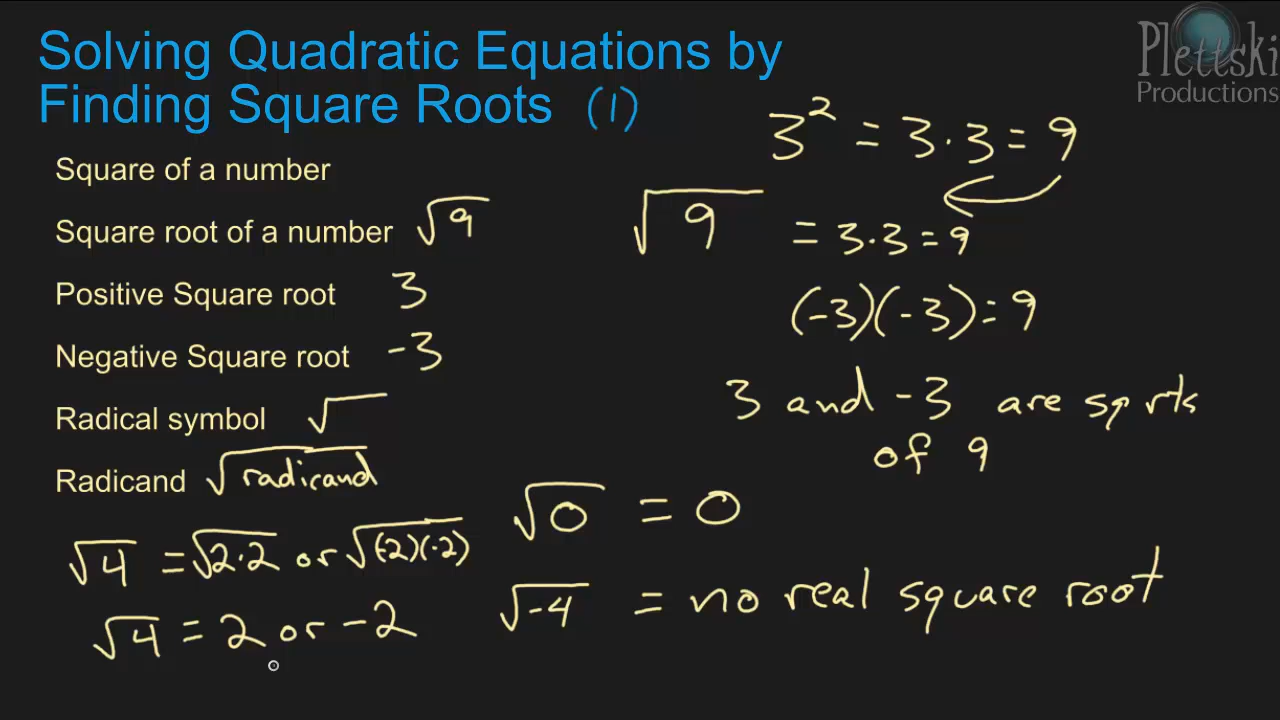 Solving Quadratic Equations by
Finding Square Roots (1)
Plettski
Productions
3² = 3·3 = 9
Square of a number
Square root of a number √9
√9 = 3·3 = 9
Positive Square root 3
(-3)(-3) = 9
Negative Square root -3
3 and -3 are sq rts
of 9
Radical symbol √
Radicand √radicand
√0 = 0
√4 = √2·2 or √(-2)(-2)
√-4 = no real square root
√4 = 2 or -2